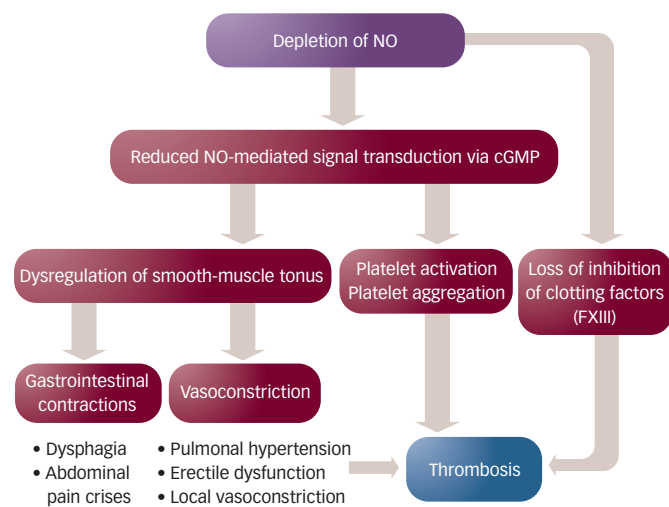 Depletion of NO
Reduced NO-mediated signal transduction via cGMP
Dysregulation of smooth-muscle tonus
Platelet activation
Platelet aggregation
Loss of inhibition
of clotting factors
(FXIII)
Gastrointestinal
contractions
Vasoconstriction
• Dysphagia
• Abdominal
pain crises
• Pulmonal hypertension
• Erectile dysfunction
• Local vasoconstriction
Thrombosis